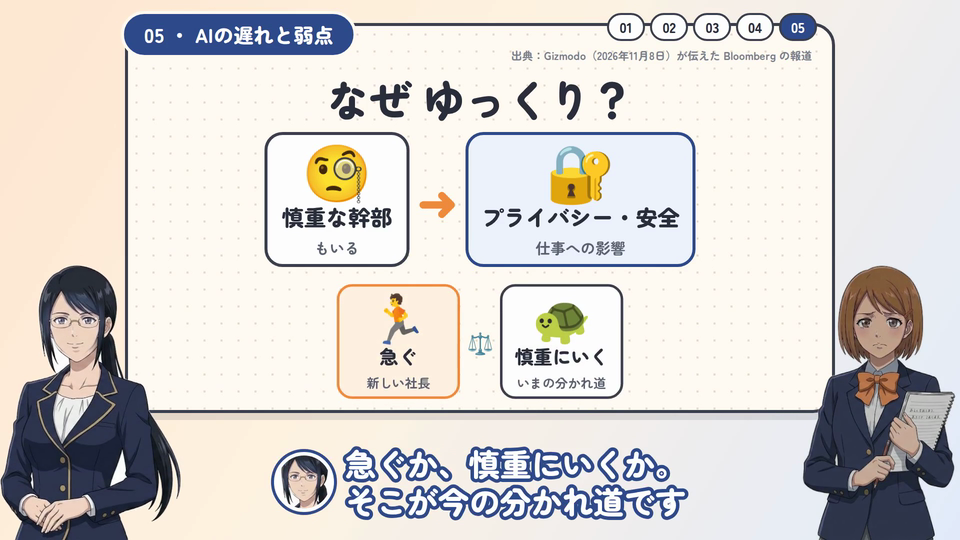 05 ・ AIの遅れと弱点
01 02 03 04 05
出典：Gizmodo（2026年11月8日）が伝えた Bloomberg の報道
なぜ ゆっくり？
慎重な幹部
もいる
プライバシー・安全
仕事への影響
急ぐ
新しい社長
慎重にいく
いまの分かれ道
急ぐか、慎重にいくか。
そこが今の分かれ道です